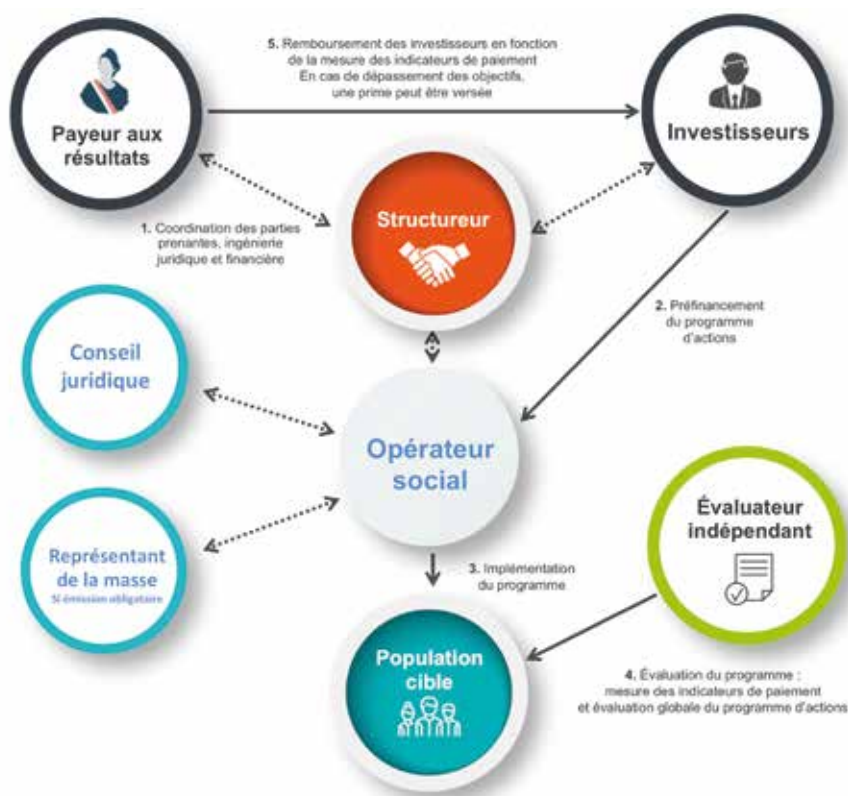 5. Remboursement des investisseurs en fonction
de la mesure des indicateurs de paiement
En cas de dépassement des objectifs,
une prime peut être versée
Payeur aux
résultats
Investisseurs
Structureur
1. Coordination des parties
prenantes, ingénierie
juridique et financière
2. Préfinancement
du programme
d'actions
Conseil
juridique
Opérateur
social
Représentant
de la masse
Si émission obligatoire
Évaluateur
indépendant
3. Implémentation
du programme
Population
cible
4. Évaluation du programme :
mesure des indicateurs de paiement
et évaluation globale du programme d'actions